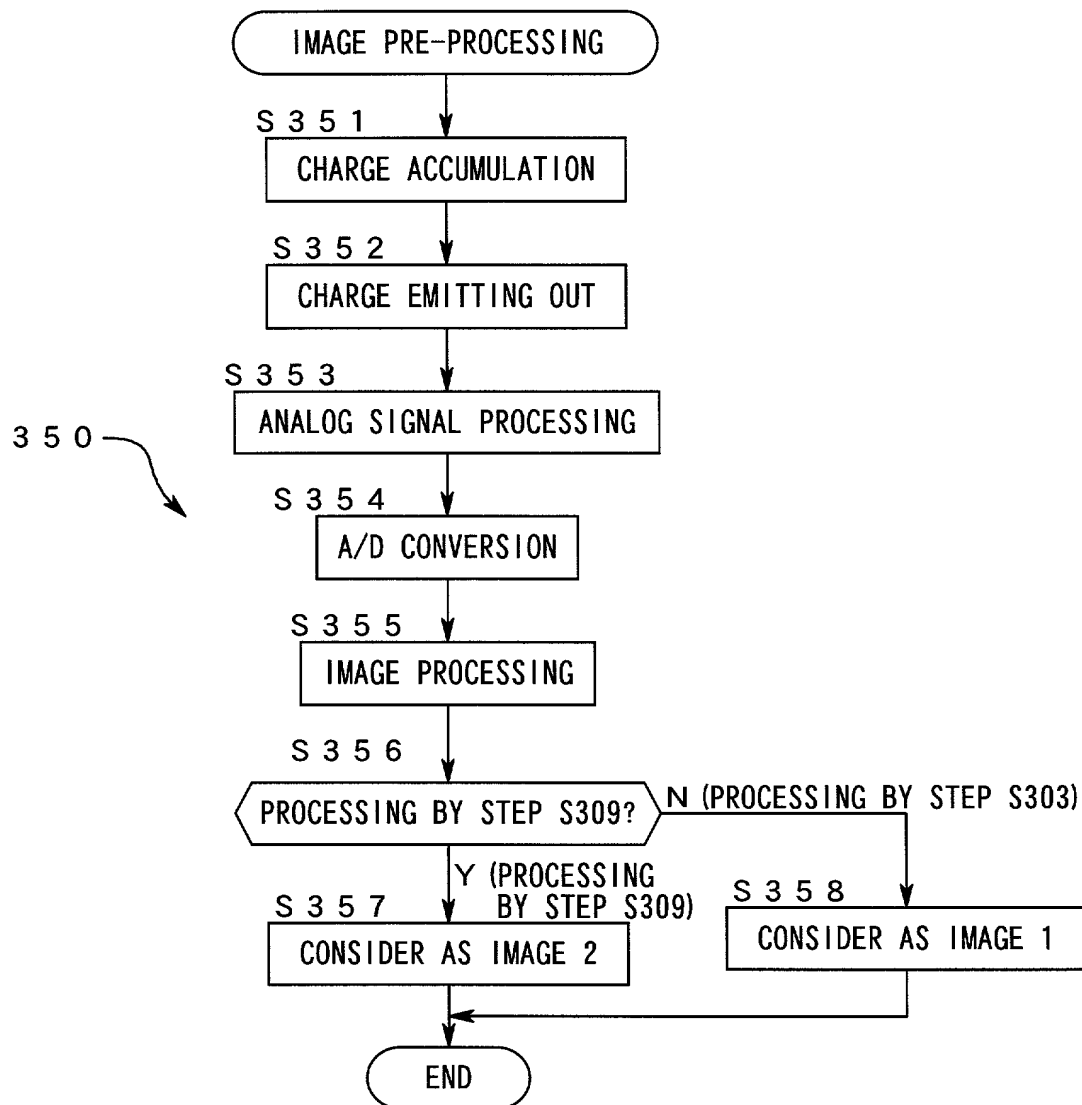 IMAGE PRE-PROCESSING
S351
CHARGE ACCUMULATION
S352
CHARGE EMITTING OUT
S353
ANALOG SIGNAL PROCESSING
350
S354
A/D CONVERSION
S355
IMAGE PROCESSING
S356
PROCESSING BY STEP S309?
N (PROCESSING BY STEP S303)
Y (PROCESSING
BY STEP S309)
S357
CONSIDER AS IMAGE 2
S358
CONSIDER AS IMAGE 1
END